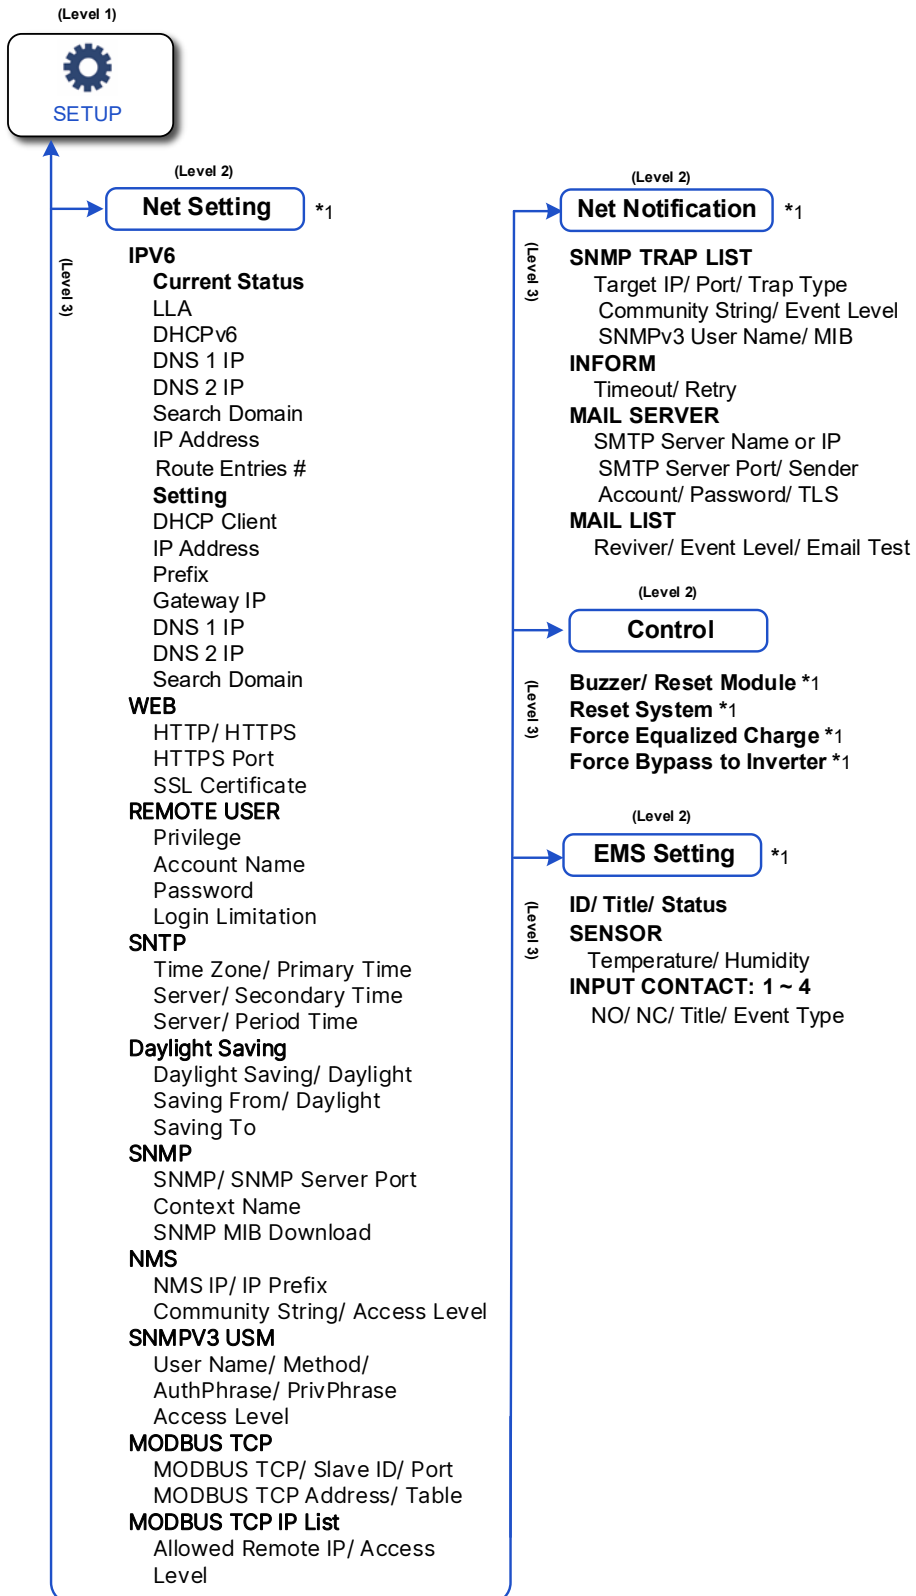 (Level 1)
SETUP
(Level 2)
Net Setting *1
(Level 3)
IPV6
Current Status
LLA
DHCPv6
DNS 1 IP
DNS 2 IP
Search Domain
IP Address
Route Entries #
Setting
DHCP Client
IP Address
Prefix
Gateway IP
DNS 1 IP
DNS 2 IP
Search Domain
WEB
HTTP/ HTTPS
HTTPS Port
SSL Certificate
REMOTE USER
Privilege
Account Name
Password
Login Limitation
SNTP
Time Zone/ Primary Time
Server/ Secondary Time
Server/ Period Time
Daylight Saving
Daylight Saving/ Daylight
Saving From/ Daylight
Saving To
SNMP
SNMP/ SNMP Server Port
Context Name
SNMP MIB Download
NMS
NMS IP/ IP Prefix
Community String/ Access Level
SNMPV3 USM
User Name/ Method/
AuthPhrase/ PrivPhrase
Access Level
MODBUS TCP
MODBUS TCP/ Slave ID/ Port
MODBUS TCP Address/ Table
MODBUS TCP IP List
Allowed Remote IP/ Access
Level
(Level 2)
Net Notification *1
(Level 3)
SNMP TRAP LIST
Target IP/ Port/ Trap Type
Community String/ Event Level
SNMPv3 User Name/ MIB
INFORM
Timeout/ Retry
MAIL SERVER
SMTP Server Name or IP
SMTP Server Port/ Sender
Account/ Password/ TLS
MAIL LIST
Reviver/ Event Level/ Email Test
(Level 2)
Control
(Level 3)
Buzzer/ Reset Module *1
Reset System *1
Force Equalized Charge *1
Force Bypass to Inverter *1
(Level 2)
EMS Setting *1
(Level 3)
ID/ Title/ Status
SENSOR
Temperature/ Humidity
INPUT CONTACT: 1 ~ 4
NO/ NC/ Title/ Event Type